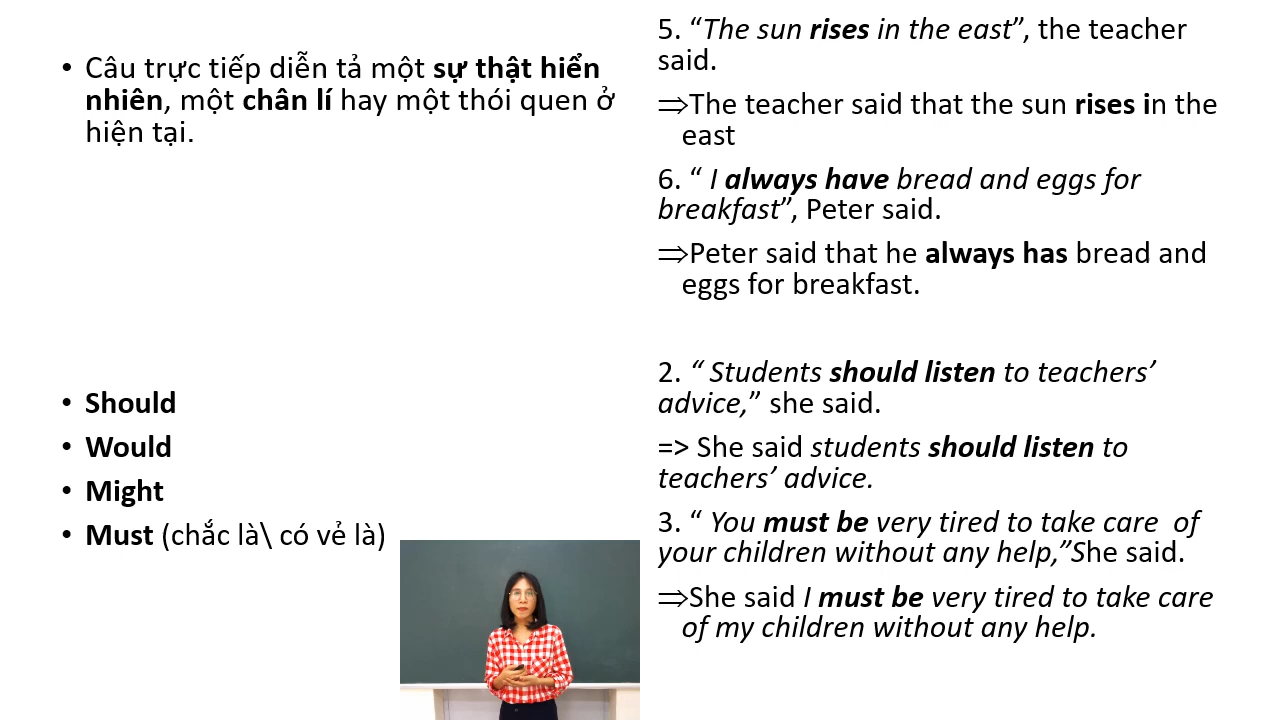 • Câu trực tiếp diễn tả một sự thật hiển
nhiên, một chân lí hay một thói quen ở
hiện tại.
• Should
• Would
• Might
• Must (chắc là\ có vẻ là)
5. “The sun rises in the east”, the teacher
said.
⇒The teacher said that the sun rises in the
east
6. “ I always have bread and eggs for
breakfast”, Peter said.
⇒Peter said that he always has bread and
eggs for breakfast.
2. “ Students should listen to teachers’
advice,” she said.
=> She said students should listen to
teachers’ advice.
3. “ You must be very tired to take care  of
your children without any help,”She said.
⇒She said I must be very tired to take care
of my children without any help.